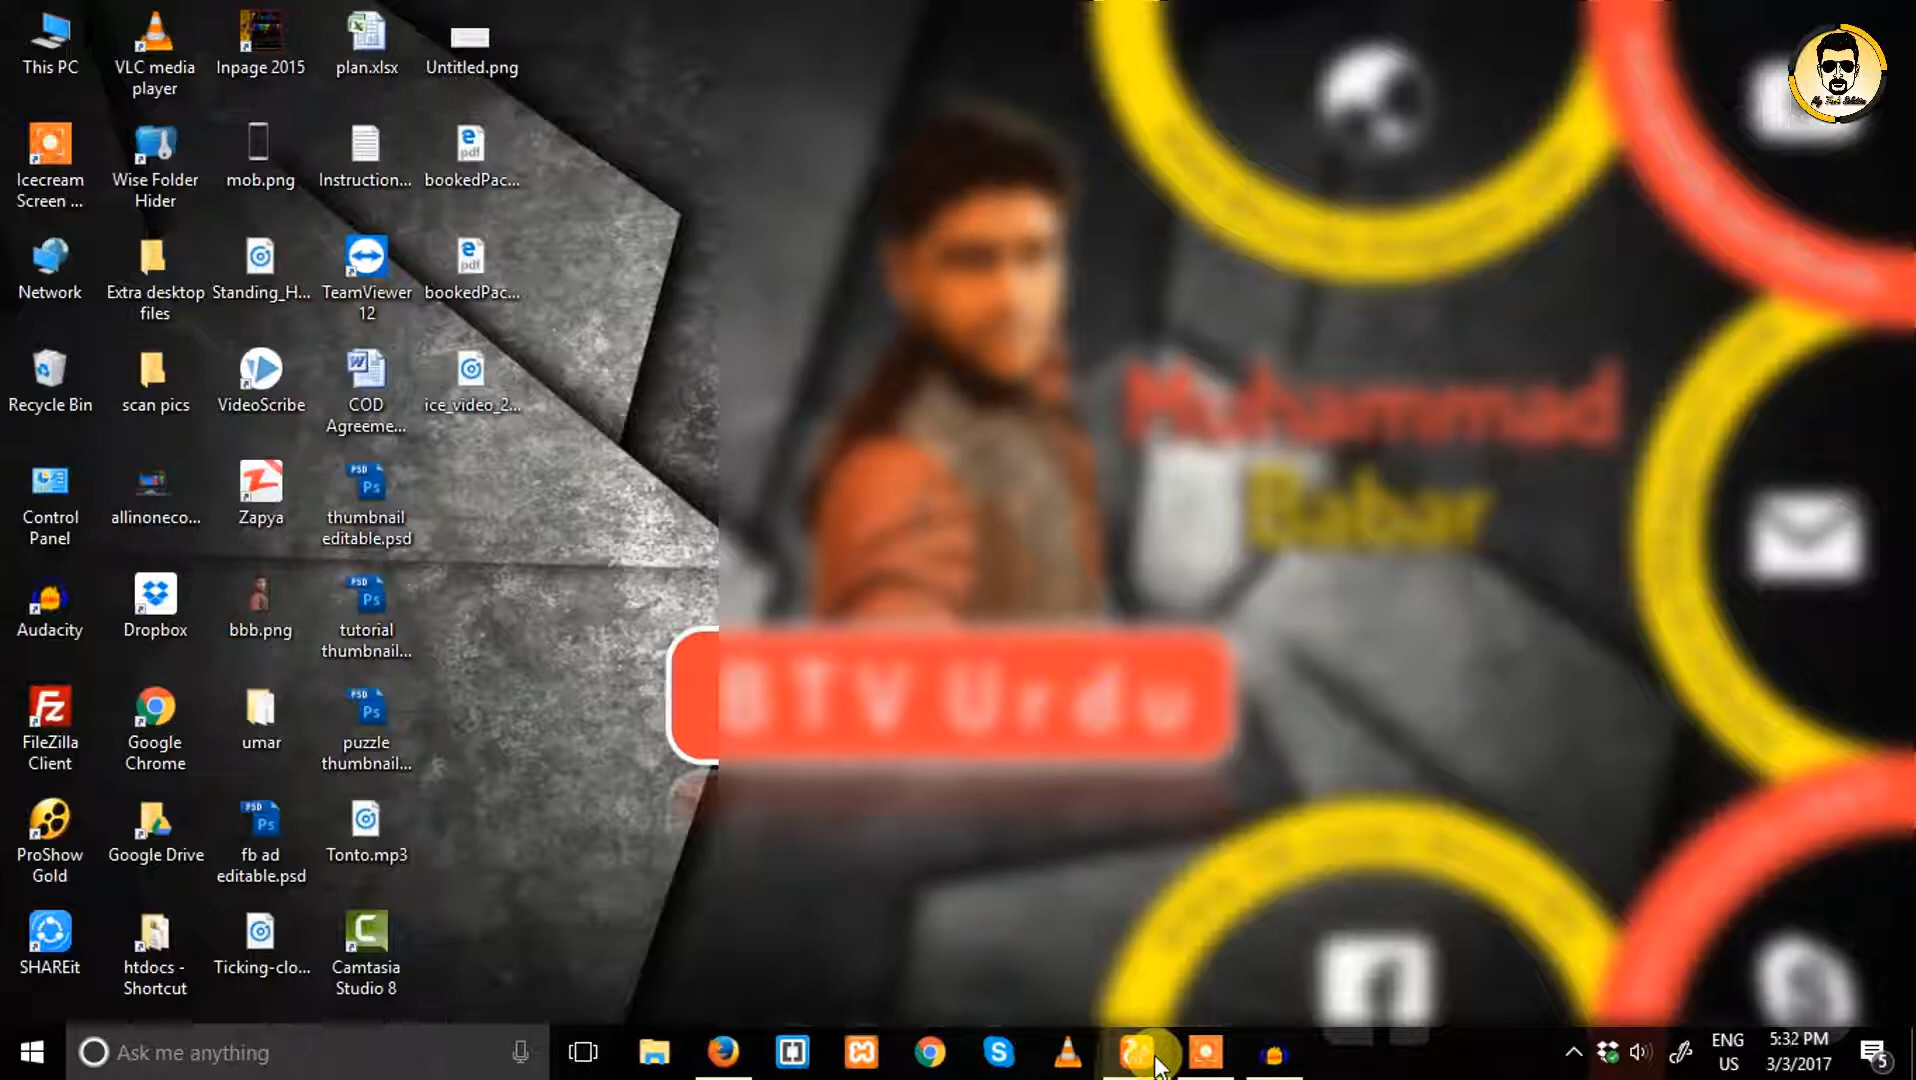 This PC
VLC media
player
Inpage 2015
plan.xlsx
Untitled.png
Icecream
Screen ...
Wise Folder
Hider
mob.png
Instruction...
bookedPac...
Network
Extra desktop
files
Standing_H...
TeamViewer
12
bookedPac...
Recycle Bin
scan pics
VideoScribe
COD
Agreeme...
ice_video_2...
Control
Panel
allinoneco...
Zapya
thumbnail
editable.psd
Audacity
Dropbox
bbb.png
tutorial
thumbnail...
FileZilla
Client
Google
Chrome
umar
puzzle
thumbnail...
ProShow
Gold
Google Drive
fb ad
editable.psd
Tonto.mp3
SHAREit
htdocs -
Shortcut
Ticking-clo...
Camtasia
Studio 8
Muhammad
Babar
BTV Urdu
My Tech Solution
Ask me anything
ENG
US
5:32 PM
3/3/2017
5